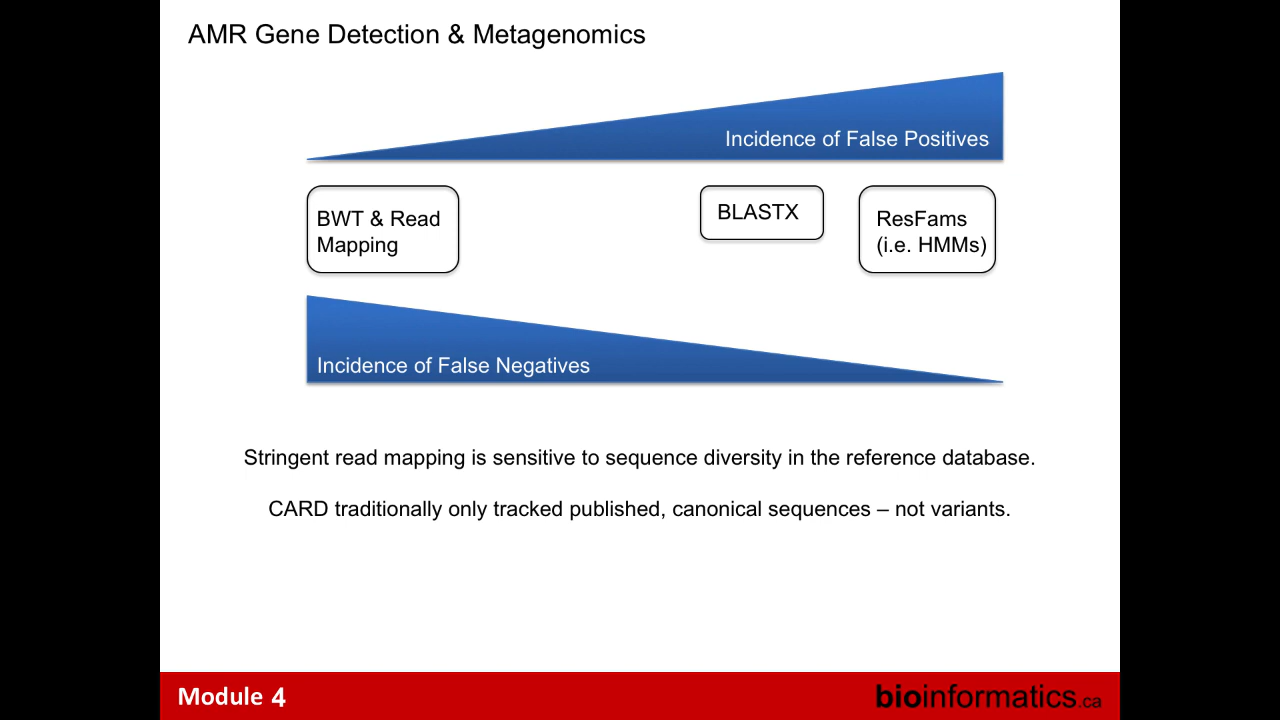 AMR Gene Detection & Metagenomics
Incidence of False Positives
BWT & Read
Mapping
BLASTX
ResFams
(i.e. HMMs)
Incidence of False Negatives
Stringent read mapping is sensitive to sequence diversity in the reference database.
CARD traditionally only tracked published, canonical sequences – not variants.
Module 4
bioinformatics.ca